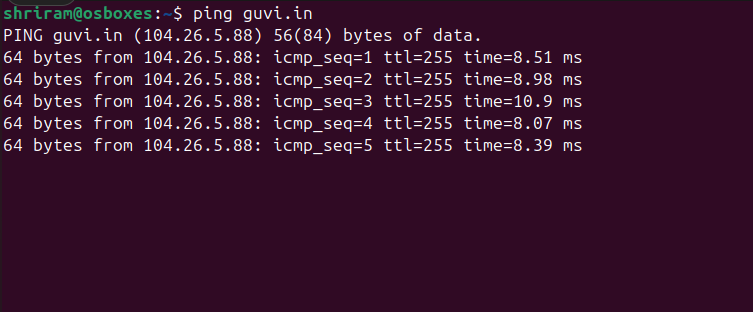 shriram@osboxes:~$ ping guvi.in
PING guvi.in (104.26.5.88) 56(84) bytes of data.
64 bytes from 104.26.5.88: icmp_seq=1 ttl=255 time=8.51 ms
64 bytes from 104.26.5.88: icmp_seq=2 ttl=255 time=8.98 ms
64 bytes from 104.26.5.88: icmp_seq=3 ttl=255 time=10.9 ms
64 bytes from 104.26.5.88: icmp_seq=4 ttl=255 time=8.07 ms
64 bytes from 104.26.5.88: icmp_seq=5 ttl=255 time=8.39 ms